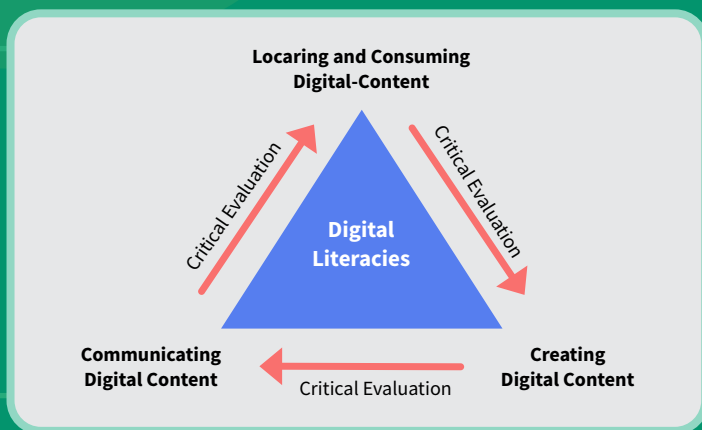 Locaring and Consuming
Digital-Content
Critical Evaluation
Critical Evaluation
Digital
Literacies
Communicating
Digital Content
Critical Evaluation
Creating
Digital Content